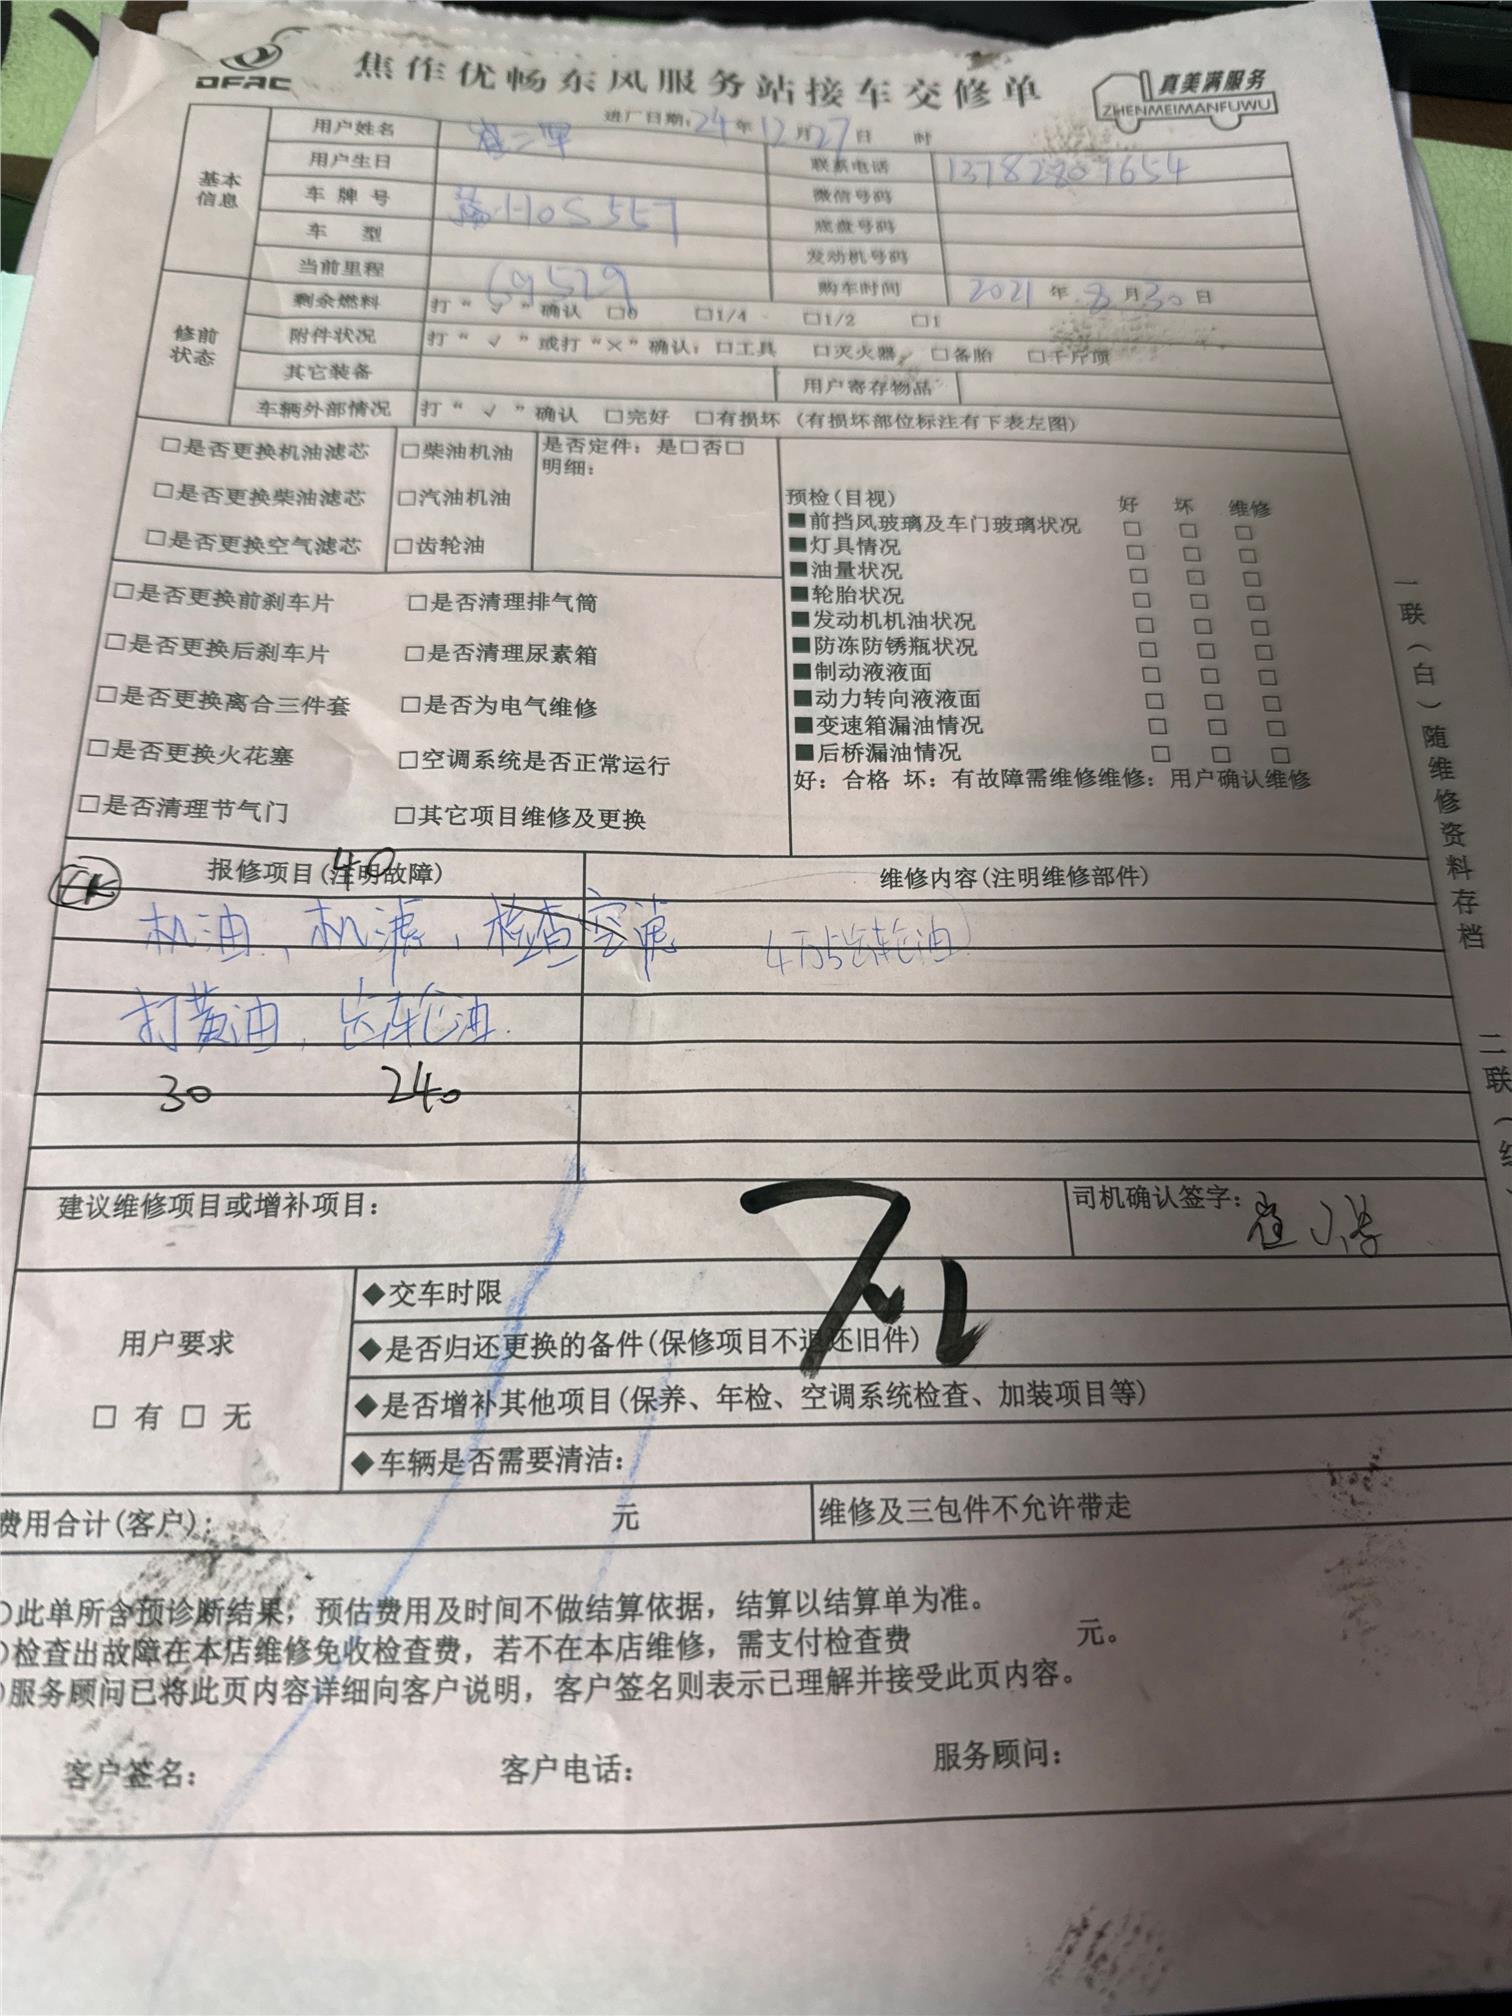 DFAC
焦作优畅东风服务站接车交修单
真美满服务
ZHENMEIMANFUWU
进厂日期:24年12月27日 时
基本信息
用户姓名 崔二军
用户生日 联系电话 13782807654
车牌号 豫H05557 微信号码
车型 底盘号码
当前里程 69529 发动机号码
购车时间 2021年8月30日
修前状态
剩余燃料 打“√”确认 □0 □1/4 □1/2 □1
附件状况 打“√”或打“×”确认:□工具 □灭火器 □备胎 □千斤顶
其它装备 用户寄存物品
车辆外部情况 打“√”确认 □完好 □有损坏 (有损坏部位标注有下表左图)
□是否更换机油滤芯 □柴油机油 是否定件:是□否□
明细:
□是否更换柴油滤芯 □汽油机油
□是否更换空气滤芯 □齿轮油
□是否更换前刹车片 □是否清理排气筒
□是否更换后刹车片 □是否清理尿素箱
□是否更换离合三件套 □是否为电气维修
□是否更换火花塞 □空调系统是否正常运行
□是否清理节气门 □其它项目维修及更换
预检(目视) 好 坏 维修
■前挡风玻璃及车门玻璃状况 □ □ □
■灯具情况 □ □ □
■油量状况 □ □ □
■轮胎状况 □ □ □
■发动机机油状况 □ □ □
■防冻防锈瓶状况 □ □ □
■制动液液面 □ □ □
■动力转向液液面 □ □ □
■变速箱漏油情况 □ □ □
■后桥漏油情况 □ □ □
好:合格 坏:有故障需维修维修:用户确认维修
报修项目(注明故障) 维修内容(注明维修部件)
40
机油、机滤,检查空滤 4万5齿轮油
打黄油,齿轮油.
30 240
建议维修项目或增补项目: 司机确认签字:
用户要求
□有□无
◆交车时限
◆是否归还更换的备件(保修项目不退还旧件)
◆是否增补其他项目(保养、年检、空调系统检查、加装项目等)
◆车辆是否需要清洁:
费用合计(客户): 元 维修及三包件不允许带走
此单所含预诊断结果,预估费用及时间不做结算依据,结算以结算单为准。
检查出故障在本店维修免收检查费,若不在本店维修,需支付检查费 元。
服务顾问已将此页内容详细向客户说明,客户签名则表示已理解并接受此页内容。
客户签名: 客户电话: 服务顾问:
一联(白)随维修资料存档
二联(